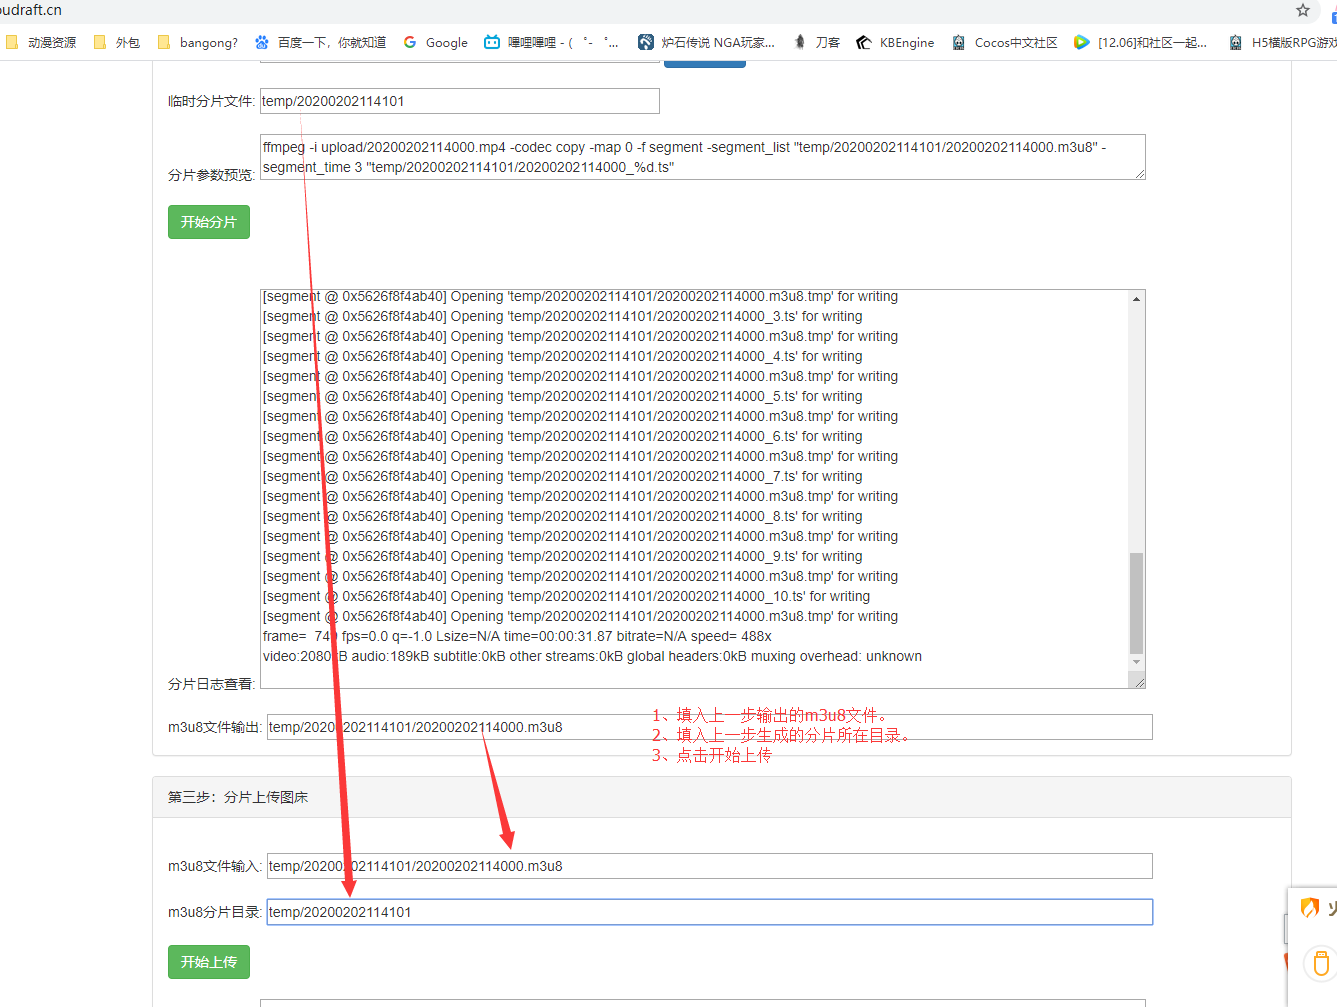 oudraft.cn
动漫资源 外包 bangong? 百度一下，你就知道 Google 哔哩哔哩 - ( ゜- ゜... 炉石传说 NGA玩家... 刀客 KBEngine Cocos中文社区 [12.06]和社区一起... H5横版RPG游戏
临时分片文件: temp/20200202114101
分片参数预览: ffmpeg -i upload/20200202114000.mp4 -codec copy -map 0 -f segment -segment_list "temp/20200202114101/20200202114000.m3u8" -
segment_time 3 "temp/20200202114101/20200202114000_%d.ts"
开始分片
[segment @ 0x5626f8f4ab40] Opening 'temp/20200202114101/20200202114000.m3u8.tmp' for writing
[segment @ 0x5626f8f4ab40] Opening 'temp/20200202114101/20200202114000_3.ts' for writing
[segment @ 0x5626f8f4ab40] Opening 'temp/20200202114101/20200202114000.m3u8.tmp' for writing
[segment @ 0x5626f8f4ab40] Opening 'temp/20200202114101/20200202114000_4.ts' for writing
[segment @ 0x5626f8f4ab40] Opening 'temp/20200202114101/20200202114000.m3u8.tmp' for writing
[segment @ 0x5626f8f4ab40] Opening 'temp/20200202114101/20200202114000_5.ts' for writing
[segment @ 0x5626f8f4ab40] Opening 'temp/20200202114101/20200202114000.m3u8.tmp' for writing
[segment @ 0x5626f8f4ab40] Opening 'temp/20200202114101/20200202114000_6.ts' for writing
[segment @ 0x5626f8f4ab40] Opening 'temp/20200202114101/20200202114000.m3u8.tmp' for writing
[segment @ 0x5626f8f4ab40] Opening 'temp/20200202114101/20200202114000_7.ts' for writing
[segment @ 0x5626f8f4ab40] Opening 'temp/20200202114101/20200202114000.m3u8.tmp' for writing
[segment @ 0x5626f8f4ab40] Opening 'temp/20200202114101/20200202114000_8.ts' for writing
[segment @ 0x5626f8f4ab40] Opening 'temp/20200202114101/20200202114000.m3u8.tmp' for writing
[segment @ 0x5626f8f4ab40] Opening 'temp/20200202114101/20200202114000_9.ts' for writing
[segment @ 0x5626f8f4ab40] Opening 'temp/20200202114101/20200202114000.m3u8.tmp' for writing
[segment @ 0x5626f8f4ab40] Opening 'temp/20200202114101/20200202114000_10.ts' for writing
[segment @ 0x5626f8f4ab40] Opening 'temp/20200202114101/20200202114000.m3u8.tmp' for writing
frame= 749 fps=0.0 q=-1.0 Lsize=N/A time=00:00:31.87 bitrate=N/A speed= 488x
video:2080kB audio:189kB subtitle:0kB other streams:0kB global headers:0kB muxing overhead: unknown
分片日志查看:
m3u8文件输出: temp/20200202114101/20200202114000.m3u8
1、填入上一步输出的m3u8文件。
2、填入上一步生成的分片所在目录。
3、点击开始上传
第三步：分片上传图床
m3u8文件输入: temp/20200202114101/20200202114000.m3u8
m3u8分片目录: temp/20200202114101
开始上传